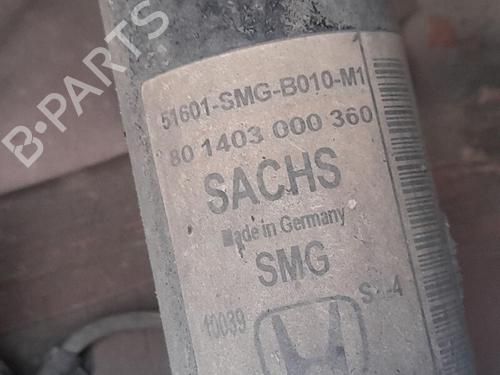 B-PARTS
51601-SMG-B010-M1
80 1403 000 360
SACHS
Made in Germany
SMG
10039